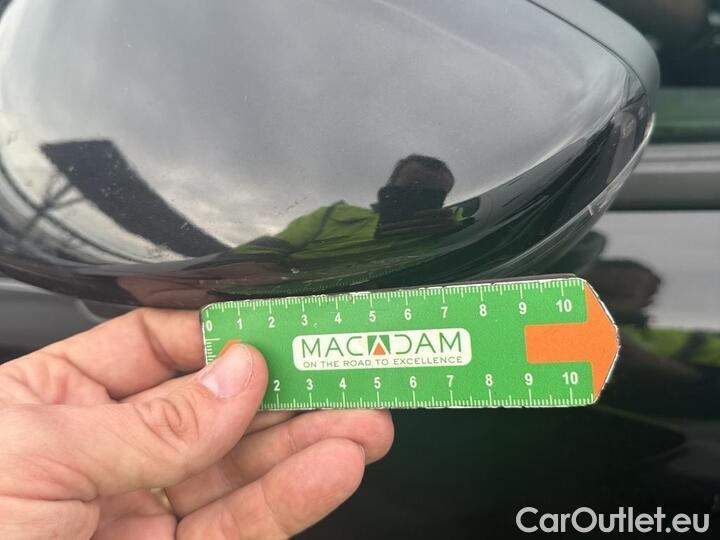 0 1 2 3 4 5 6 7 8 9 10
MACADAM
ON THE ROAD TO EXCELLENCE
2 3 4 5 6 7 8 9 10
CarOutlet.eu